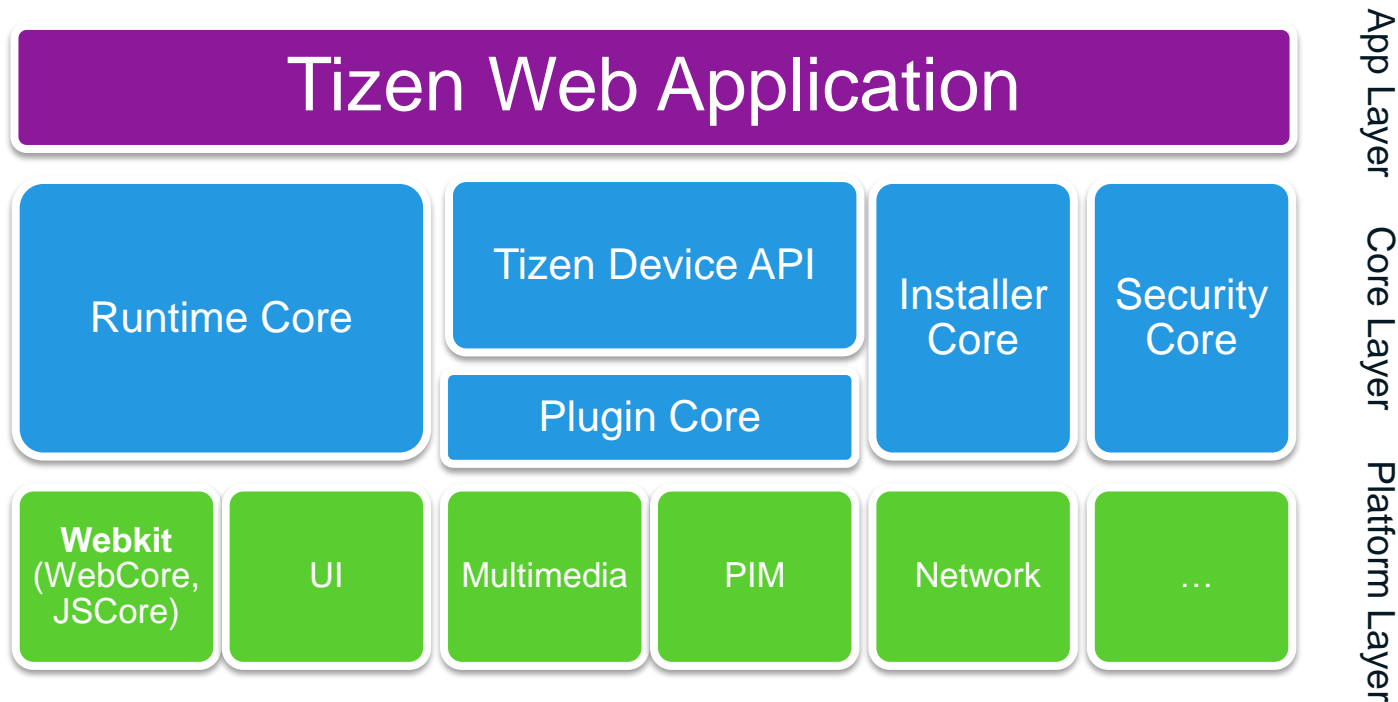 Tizen Web Application
App Layer
Runtime Core
Tizen Device API
Plugin Core
Installer
Core
Security
Core
Core Layer
Webkit
(WebCore,
JSCore)
UI
Multimedia
PIM
Network
…
Platform Layer